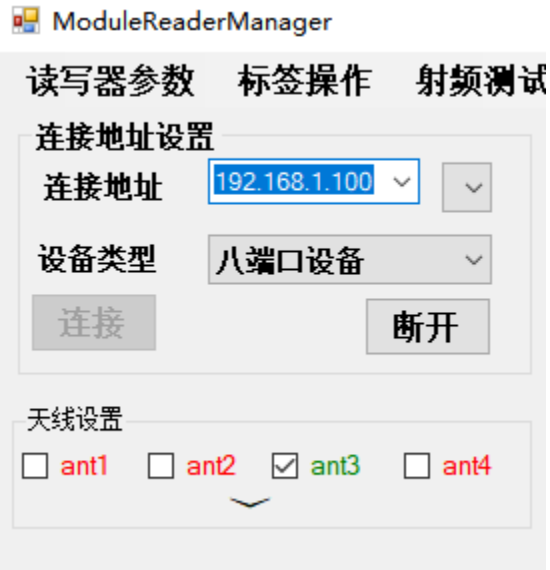 ModuleReaderManager
读写器参数 标签操作 射频测试
连接地址设置
连接地址 192.168.1.100
设备类型 八端口设备
连接 断开
天线设置
ant1 ant2 ant3 ant4